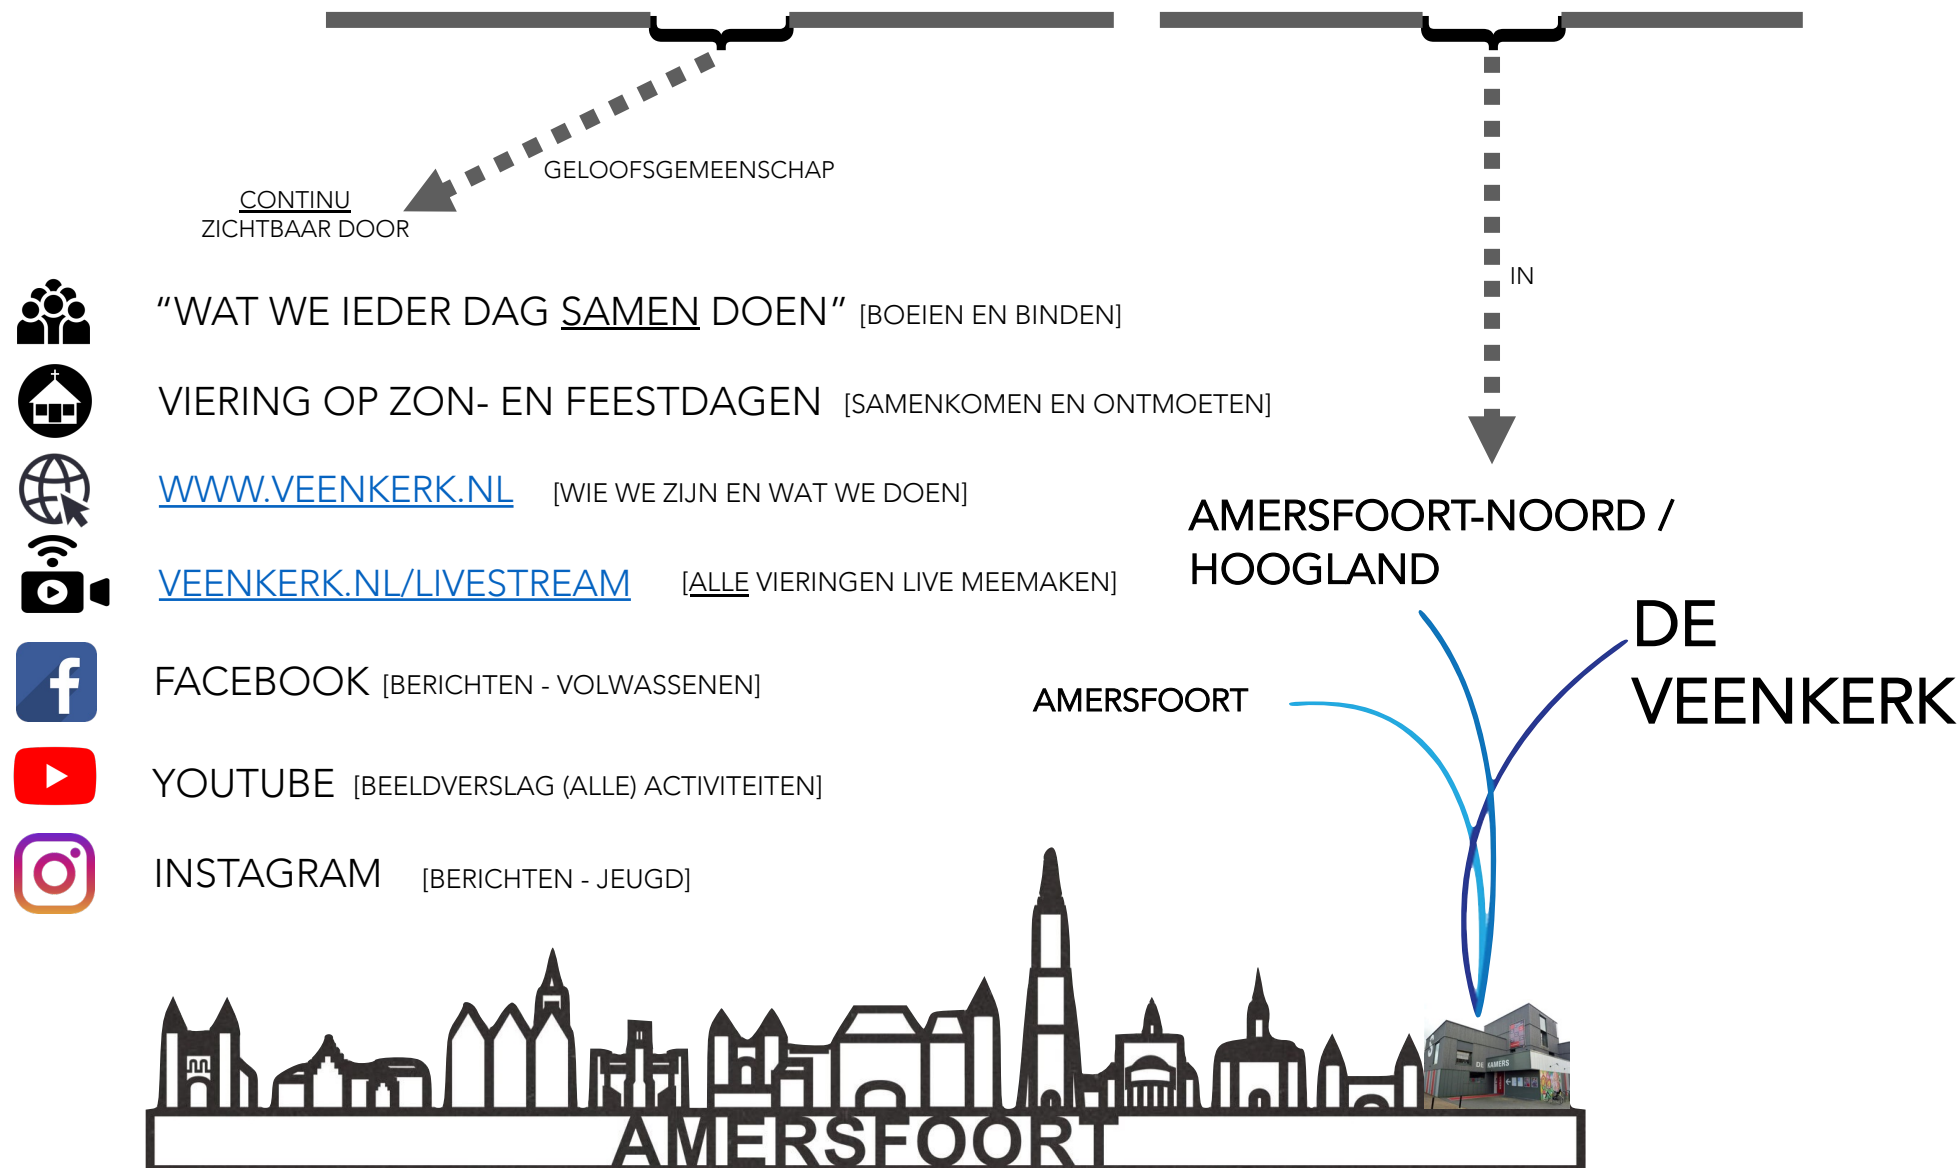 GELOOFSGEMEENSCHAP
CONTINU
ZICHTBAAR DOOR
IN
“WAT WE IEDER DAG SAMEN DOEN” [BOEIEN EN BINDEN]
VIERING OP ZON- EN FEESTDAGEN [SAMENKOMEN EN ONTMOETEN]
WWW.VEENKERK.NL [WIE WE ZIJN EN WAT WE DOEN]
VEENKERK.NL/LIVESTREAM [ALLE VIERINGEN LIVE MEEMAKEN]
FACEBOOK [BERICHTEN - VOLWASSENEN]
YOUTUBE [BEELDVERSLAG (ALLE) ACTIVITEITEN]
INSTAGRAM [BERICHTEN - JEUGD]
AMERSFOORT-NOORD /
HOOGLAND
DE
VEENKERK
AMERSFOORT
DE KAMERS
AMERSFOORT